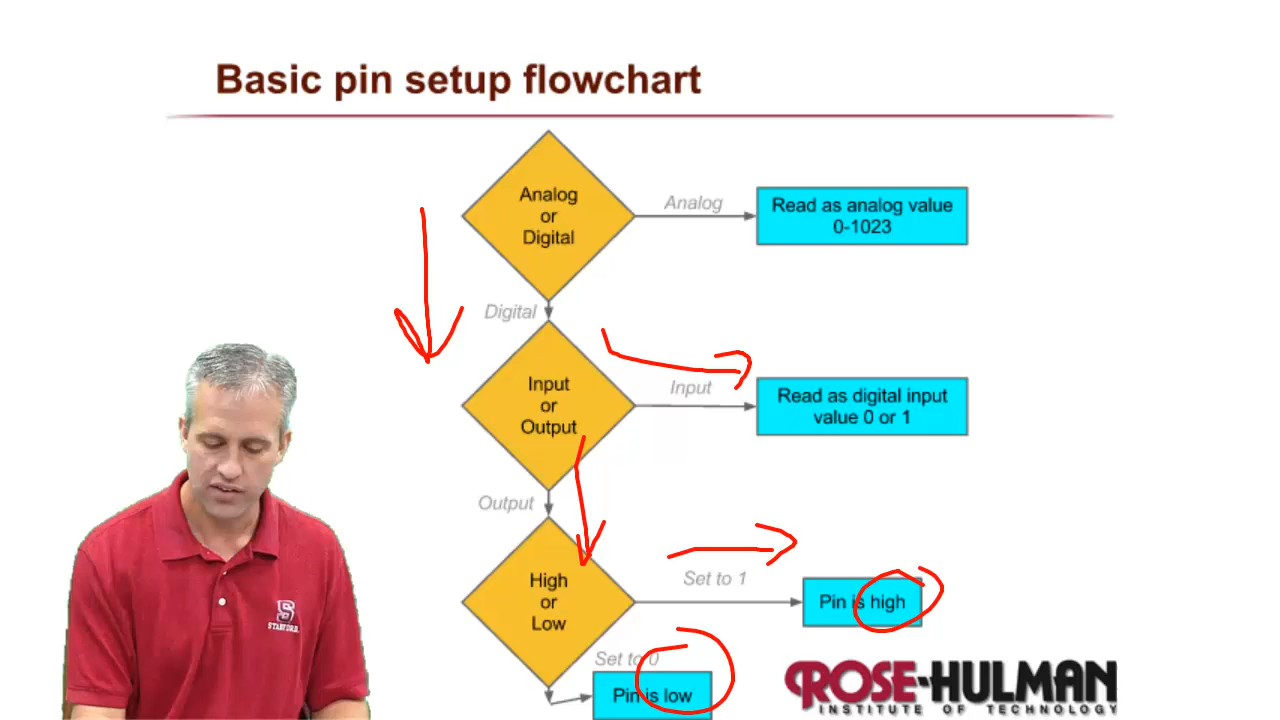 Basic pin setup flowchart
Analog
or
Digital
Analog
Read as analog value
0-1023
Digital
Input
or
Output
Input
Read as digital input
value 0 or 1
Output
High
or
Low
Set to 1
Pin is high
Set to 0
Pin is low
STANFORD
ROSE-HULMAN
INSTITUTE OF TECHNOLOGY